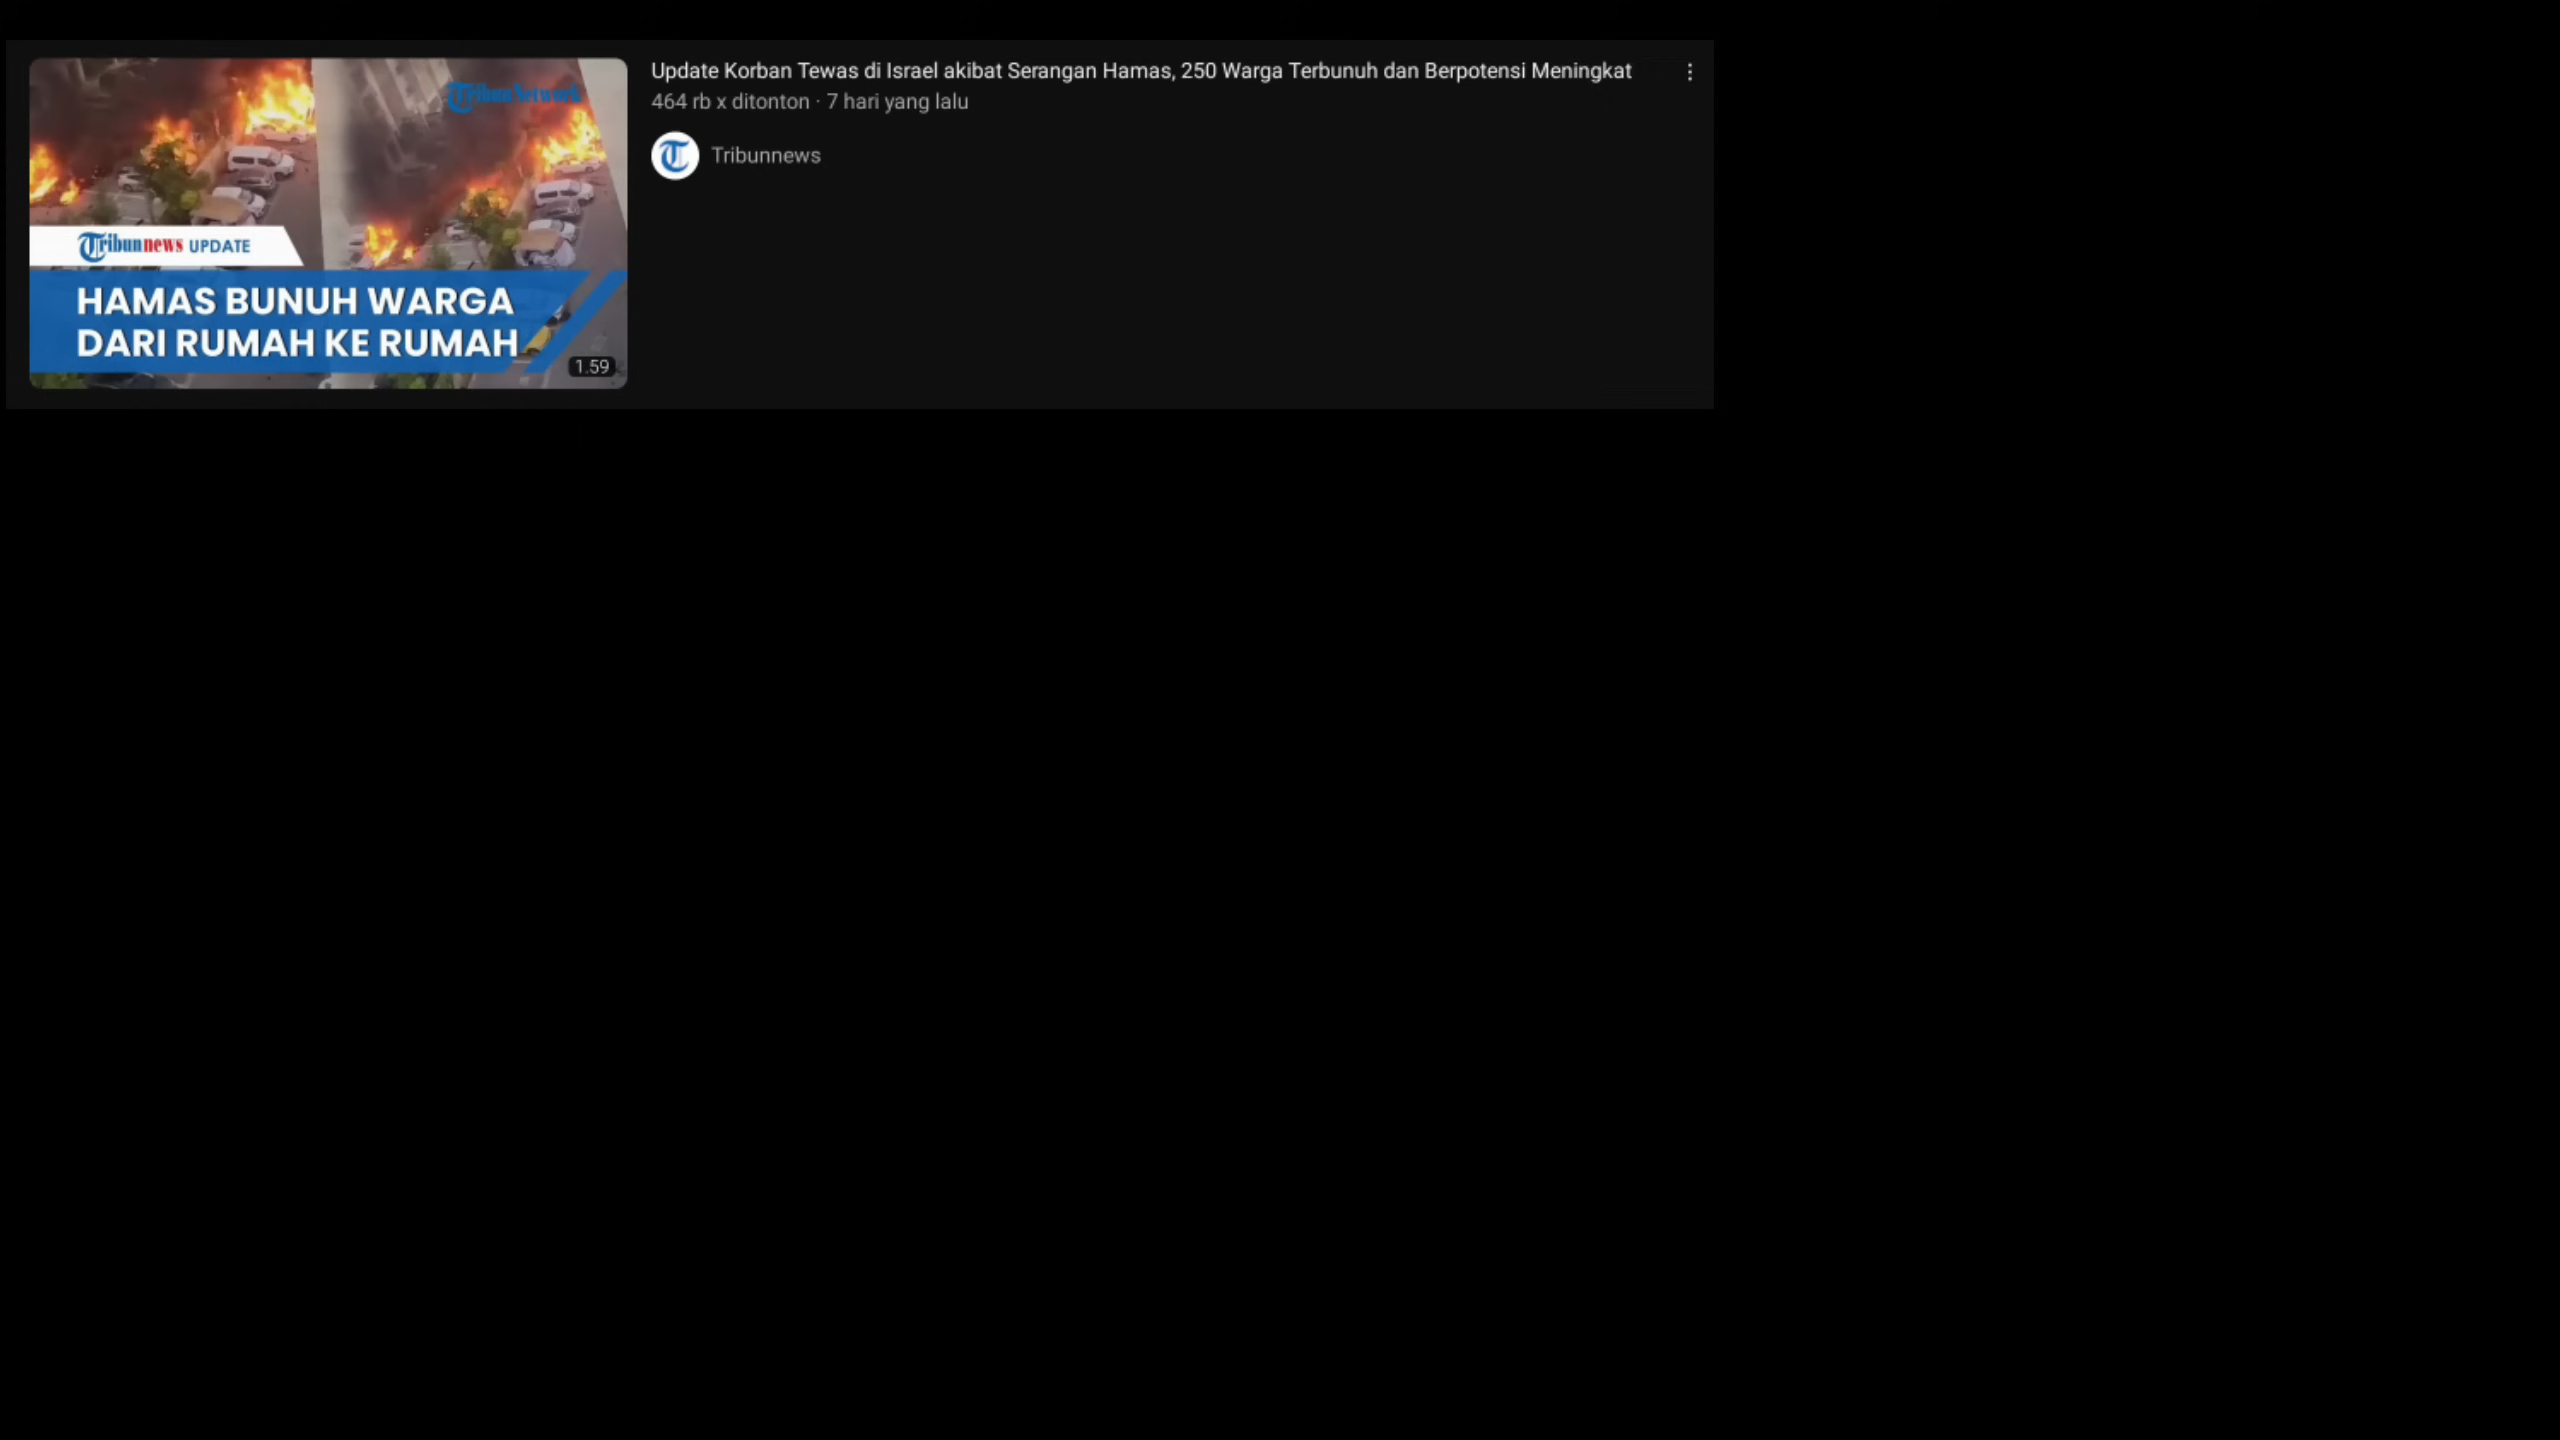 TribunNetwork
Tribunnews UPDATE
HAMAS BUNUH WARGA
DARI RUMAH KE RUMAH
1.59
Update Korban Tewas di Israel akibat Serangan Hamas, 250 Warga Terbunuh dan Berpotensi Meningkat
464 rb x ditonton · 7 hari yang lalu
T Tribunnews